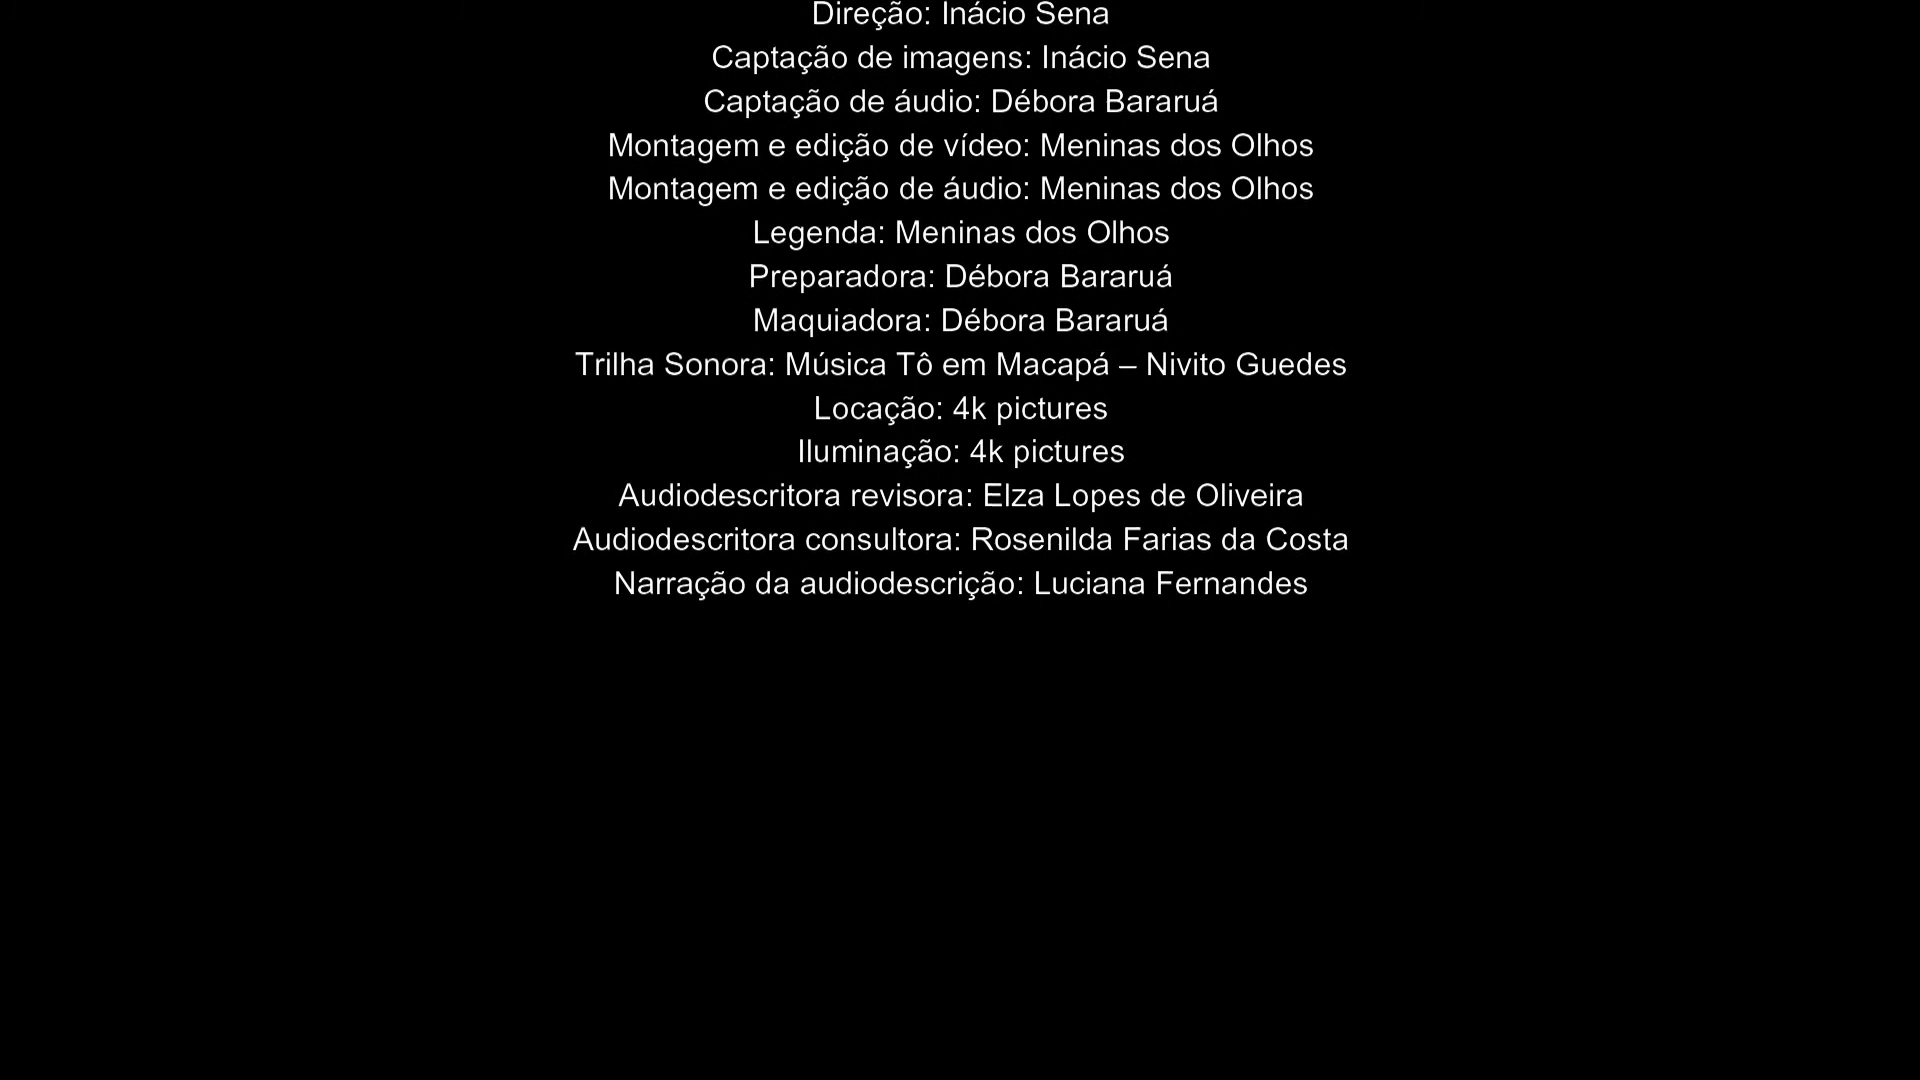 Direção: Inácio Sena
Captação de imagens: Inácio Sena
Captação de áudio: Débora Bararuá
Montagem e edição de vídeo: Meninas dos Olhos
Montagem e edição de áudio: Meninas dos Olhos
Legenda: Meninas dos Olhos
Preparadora: Débora Bararuá
Maquiadora: Débora Bararuá
Trilha Sonora: Música Tô em Macapá – Nivito Guedes
Locação: 4k pictures
Iluminação: 4k pictures
Audiodescritora revisora: Elza Lopes de Oliveira
Audiodescritora consultora: Rosenilda Farias da Costa
Narração da audiodescrição: Luciana Fernandes